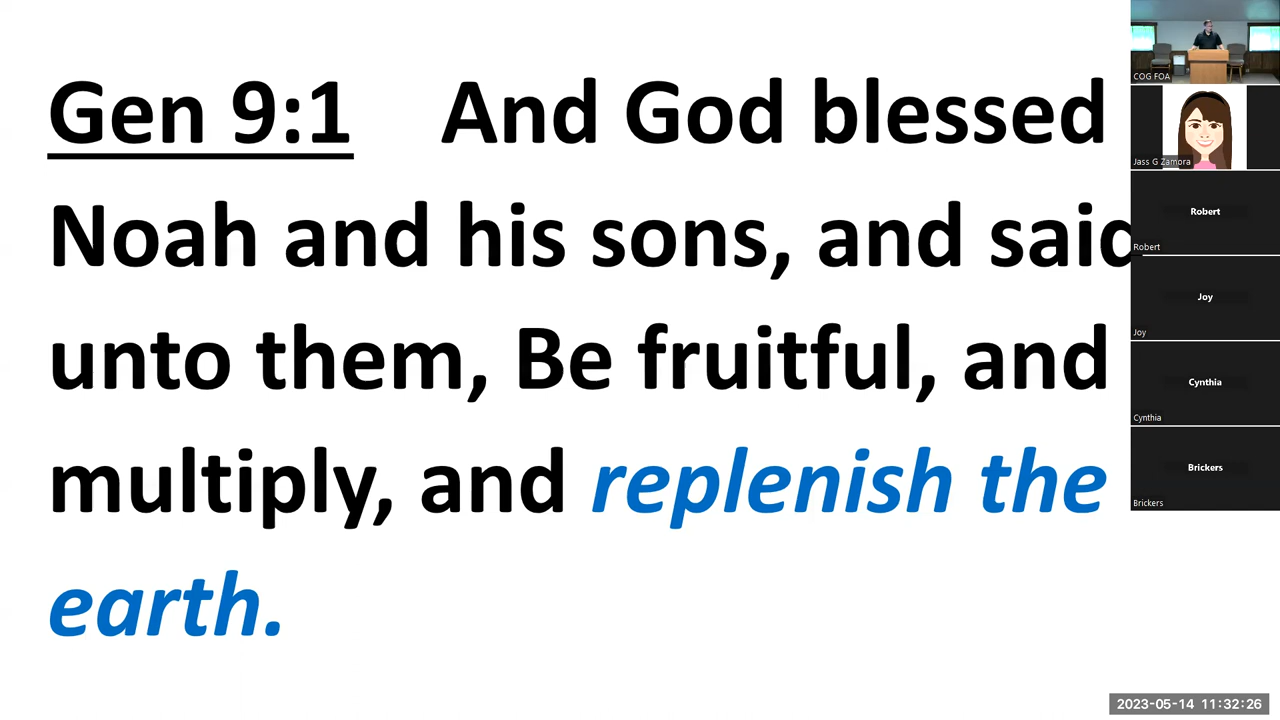 Gen 9:1 And God blessed
Noah and his sons, and said
unto them, Be fruitful, and
multiply, and replenish the
earth.
COG FOA
Jass G Zamora
Robert
Robert
Joy
Joy
Cynthia
Cynthia
Brickers
Brickers
2023-05-14 11:32:26